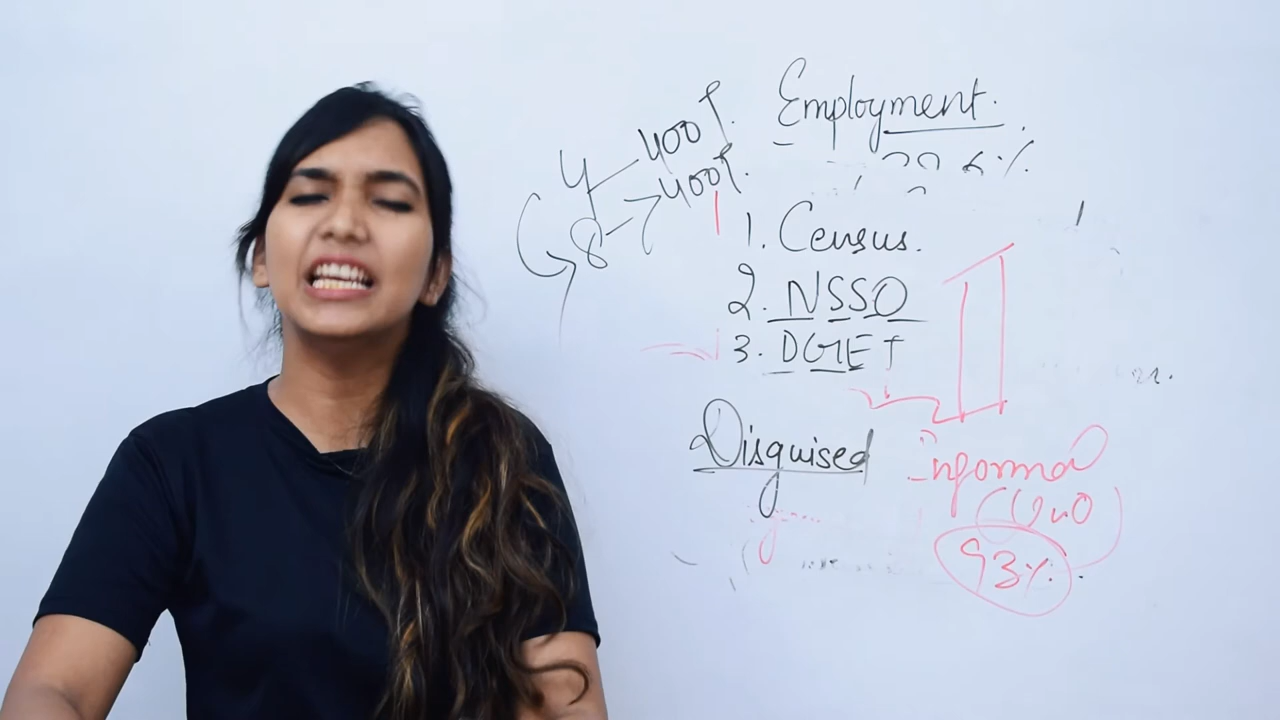 Employment.
4 - 400 ↑.
8 → 400 ↑.
1. Census.
2. NSSO
3. DGET
Disguised
Informal
93%.